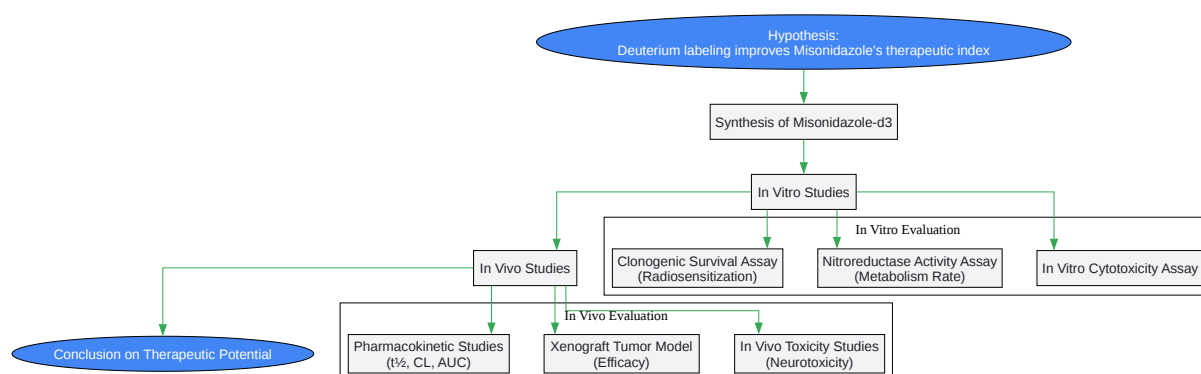 Hypothesis:
Deuterium labeling improves Misonidazole's therapeutic index
Synthesis of Misonidazole-d3
In Vitro Studies
In Vitro Evaluation
Clonogenic Survival Assay
(Radiosensitization)
Nitroreductase Activity Assay
(Metabolism Rate)
In Vitro Cytotoxicity Assay
In Vivo Studies
In Vivo Evaluation
Pharmacokinetic Studies
(t½, CL, AUC)
Xenograft Tumor Model
(Efficacy)
In Vivo Toxicity Studies
(Neurotoxicity)
Conclusion on Therapeutic Potential